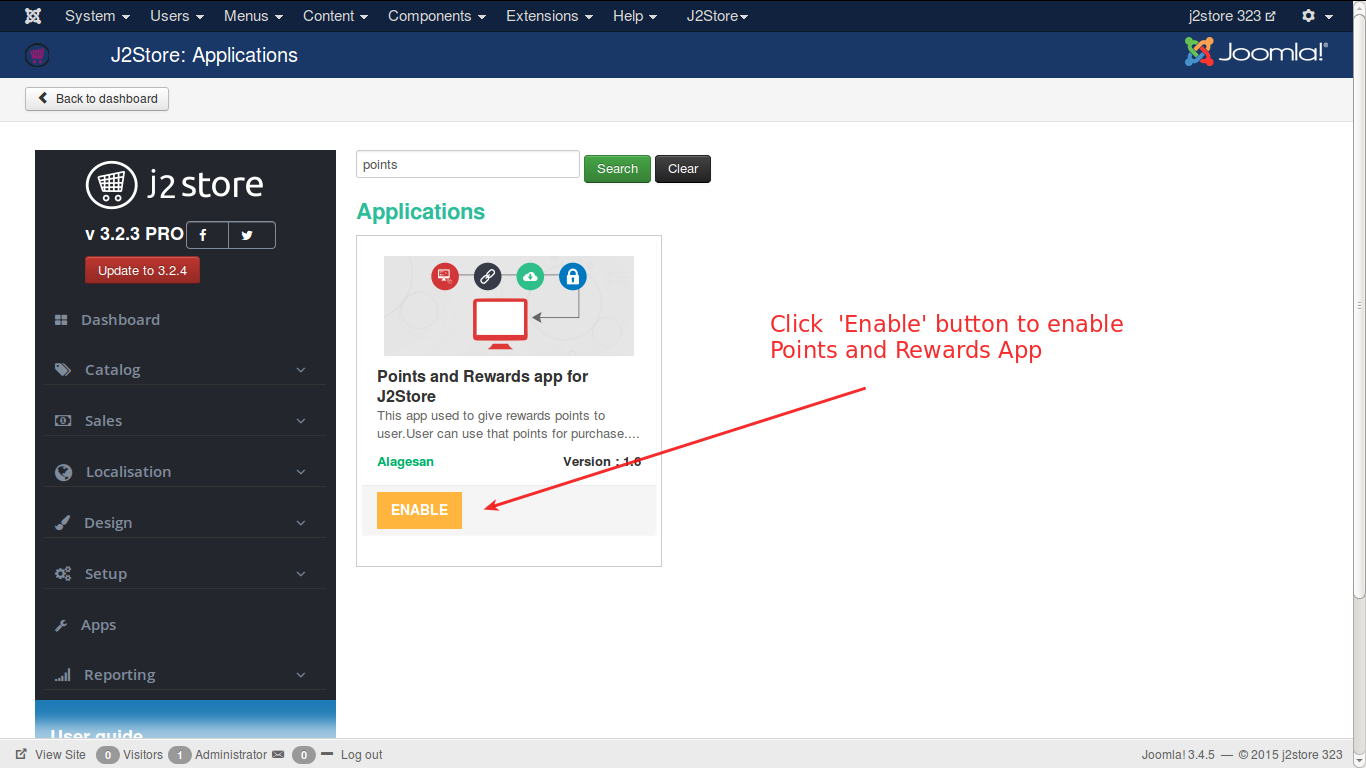 System Users Menus Content Components Extensions Help J2Store j2store 323
J2Store: Applications
Joomla!®
Back to dashboard
j2store
v 3.2.3 PRO
Update to 3.2.4
Dashboard
Catalog
Sales
Localisation
Design
Setup
Apps
Reporting
User guide
points Search Clear
Applications
Points and Rewards app for
J2Store
This app used to give rewards points to
user.User can use that points for purchase....
Alagesan Version : 1.6
ENABLE
Click 'Enable' button to enable
Points and Rewards App
View Site 0 Visitors 1 Administrator 0 Log out Joomla! 3.4.5 — © 2015 j2store 323